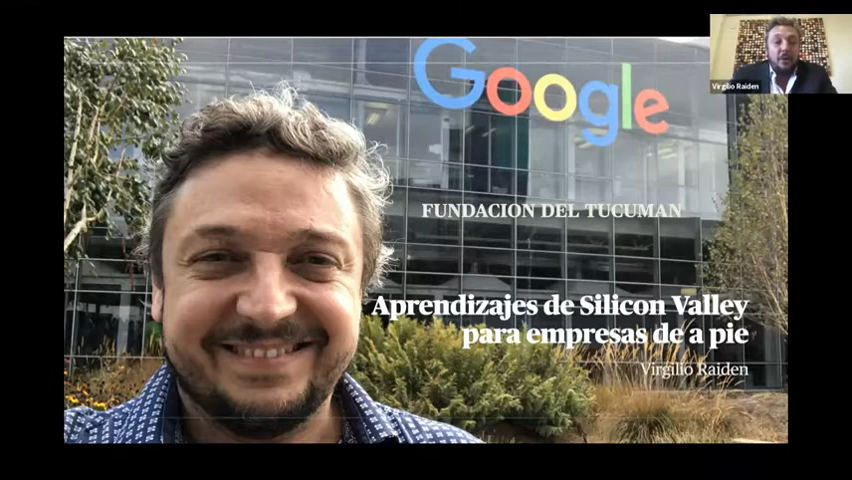 Google
Virgilio Raiden
FUNDACION DEL TUCUMAN
Aprendizajes de Silicon Valley
para empresas de a pie
Virgilio Raiden